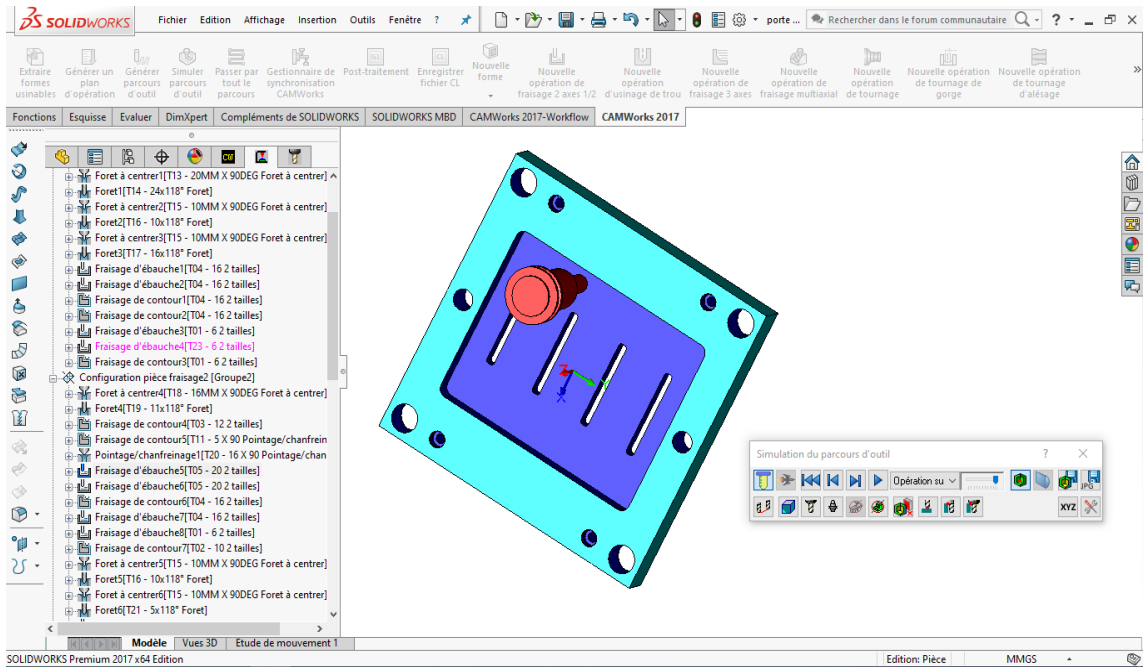 SOLIDWORKS
Fichier Edition Affichage Insertion Outils Fenêtre ?
porte ...
Rechercher dans le forum communautaire
Extraire formes usinables
Générer un plan d'opération
Générer parcours d'outil
Simuler parcours d'outil
Passer par tout le parcours
Gestionnaire de synchronisation CAMWorks
Post-traitement
Enregistrer fichier CL
Nouvelle forme
Nouvelle opération de fraisage 2 axes 1/2
Nouvelle opération d'usinage de trou
Nouvelle opération de fraisage 3 axes
Nouvelle opération de fraisage multiaxial
Nouvelle opération de tournage
Nouvelle opération de tournage de gorge
Nouvelle opération de tournage d'alésage
Fonctions Esquisse Evaluer DimXpert Compléments de SOLIDWORKS SOLIDWORKS MBD CAMWorks 2017-Workflow CAMWorks 2017
Foret à centrer1[T13 - 20MM X 90DEG Foret à centrer]
Foret1[T14 - 24x118° Foret]
Foret à centrer2[T15 - 10MM X 90DEG Foret à centrer]
Foret2[T16 - 10x118° Foret]
Foret à centrer3[T15 - 10MM X 90DEG Foret à centrer]
Foret3[T17 - 16x118° Foret]
Fraisage d'ébauche1[T04 - 16 2 tailles]
Fraisage d'ébauche2[T04 - 16 2 tailles]
Fraisage de contour1[T04 - 16 2 tailles]
Fraisage de contour2[T04 - 16 2 tailles]
Fraisage d'ébauche3[T01 - 6 2 tailles]
Fraisage d'ébauche4[T23 - 6 2 tailles]
Fraisage de contour3[T01 - 6 2 tailles]
Configuration pièce fraisage2 [Groupe2]
Foret à centrer4[T18 - 16MM X 90DEG Foret à centrer]
Foret4[T19 - 11x118° Foret]
Fraisage de contour4[T03 - 12 2 tailles]
Fraisage de contour5[T11 - 5 X 90 Pointage/chanfrein
Pointage/chanfreinage1[T20 - 16 X 90 Pointage/chan
Fraisage d'ébauche5[T05 - 20 2 tailles]
Fraisage d'ébauche6[T05 - 20 2 tailles]
Fraisage de contour6[T04 - 16 2 tailles]
Fraisage d'ébauche7[T04 - 16 2 tailles]
Fraisage d'ébauche8[T01 - 6 2 tailles]
Fraisage de contour7[T02 - 10 2 tailles]
Foret à centrer5[T15 - 10MM X 90DEG Foret à centrer]
Foret5[T16 - 10x118° Foret]
Foret à centrer6[T15 - 10MM X 90DEG Foret à centrer]
Foret6[T21 - 5x118° Foret]
Z
Y
X
Simulation du parcours d'outil ?
Opération su
JPG
XYZ
Modèle Vues 3D Etude de mouvement 1
SOLIDWORKS Premium 2017 x64 Edition
Edition: Pièce
MMGS